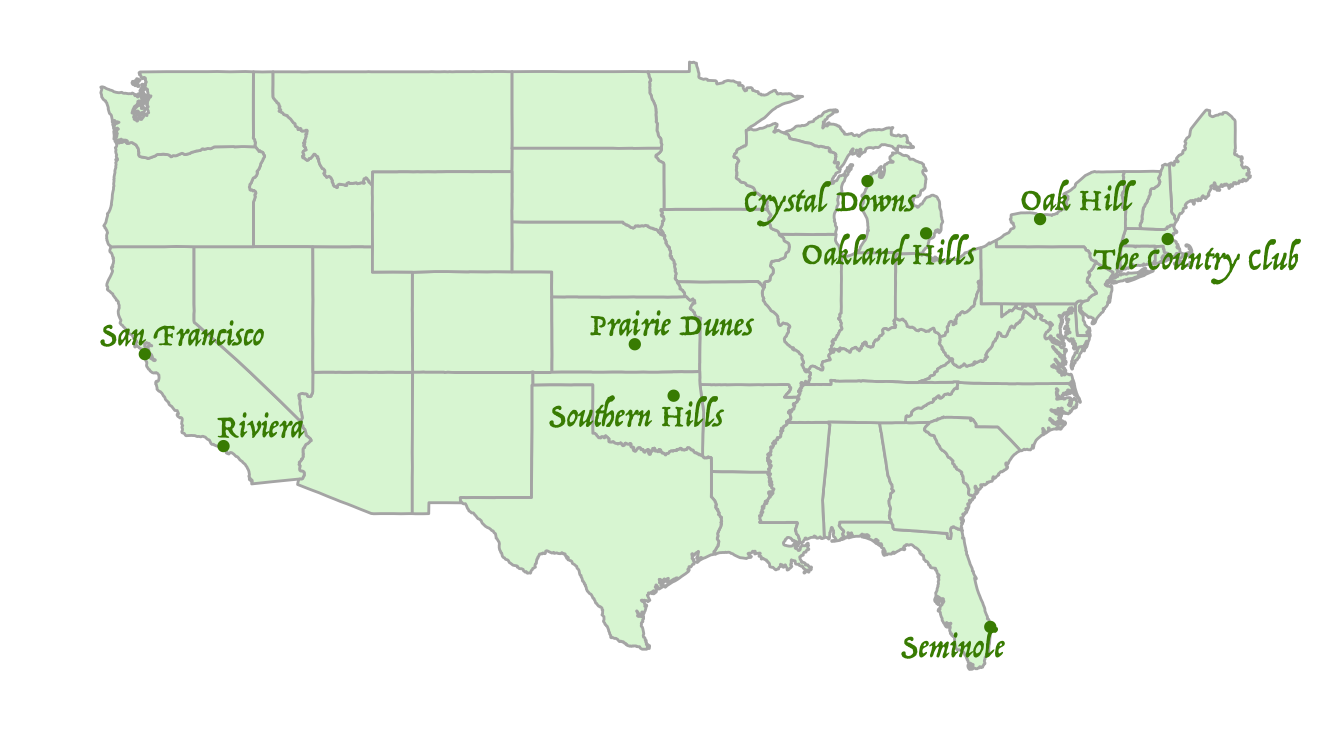 Oak Hill
Crystal Downs
Oakland Hills
The Country Club
San Francisco
Prairie Dunes
Southern Hills
Riviera
Seminole